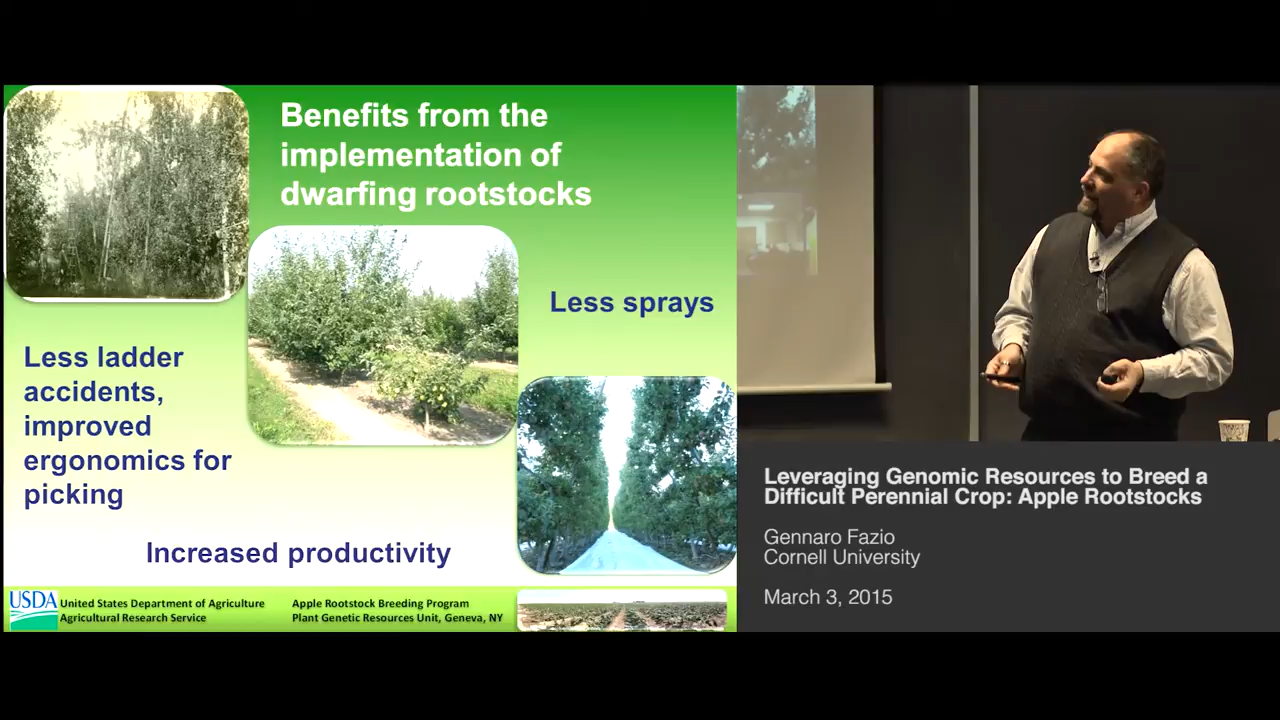 Benefits from the
implementation of
dwarfing rootstocks
Less sprays
Less ladder
accidents,
improved
ergonomics for
picking
Increased productivity
USDA
United States Department of Agriculture
Agricultural Research Service
Apple Rootstock Breeding Program
Plant Genetic Resources Unit, Geneva, NY
Leveraging Genomic Resources to Breed a
Difficult Perennial Crop: Apple Rootstocks
Gennaro Fazio
Cornell University
March 3, 2015